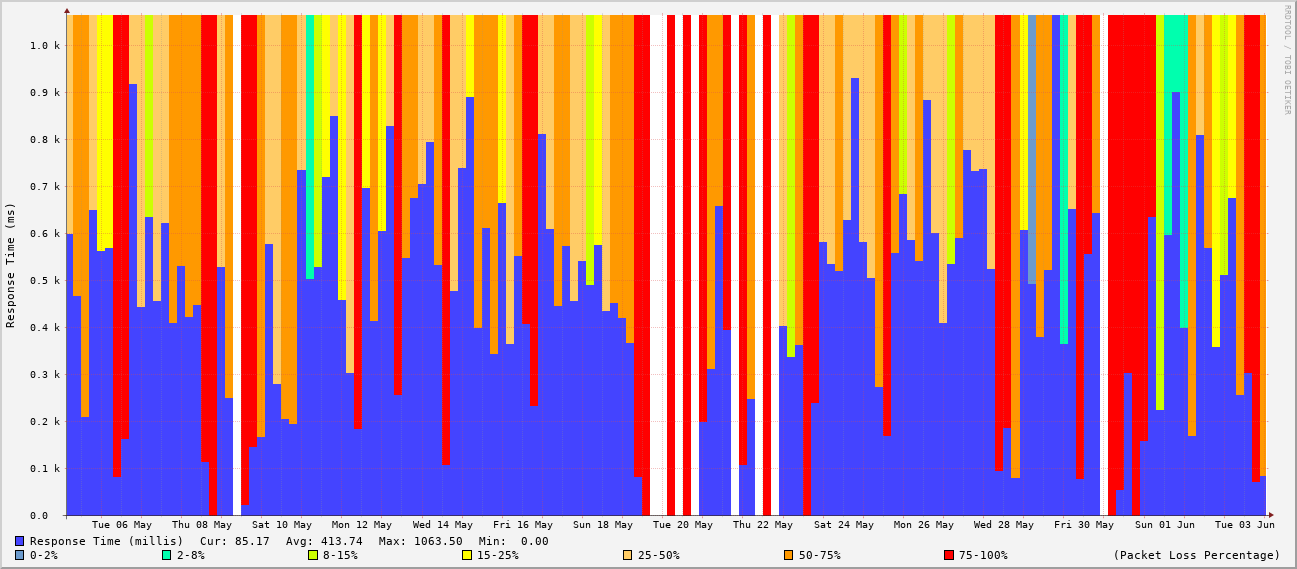 RRDTOOL / TOBI OETIKER
Response Time (ms)
1.0 k
0.9 k
0.8 k
0.7 k
0.6 k
0.5 k
0.4 k
0.3 k
0.2 k
0.1 k
0.0
Tue 06 May Thu 08 May Sat 10 May Mon 12 May Wed 14 May Fri 16 May Sun 18 May Tue 20 May Thu 22 May Sat 24 May Mon 26 May Wed 28 May Fri 30 May Sun 01 Jun Tue 03 Jun
Response Time (millis) Cur: 85.17 Avg: 413.74 Max: 1063.50 Min: 0.00
0-2% 2-8% 8-15% 15-25% 25-50% 50-75% 75-100% (Packet Loss Percentage)